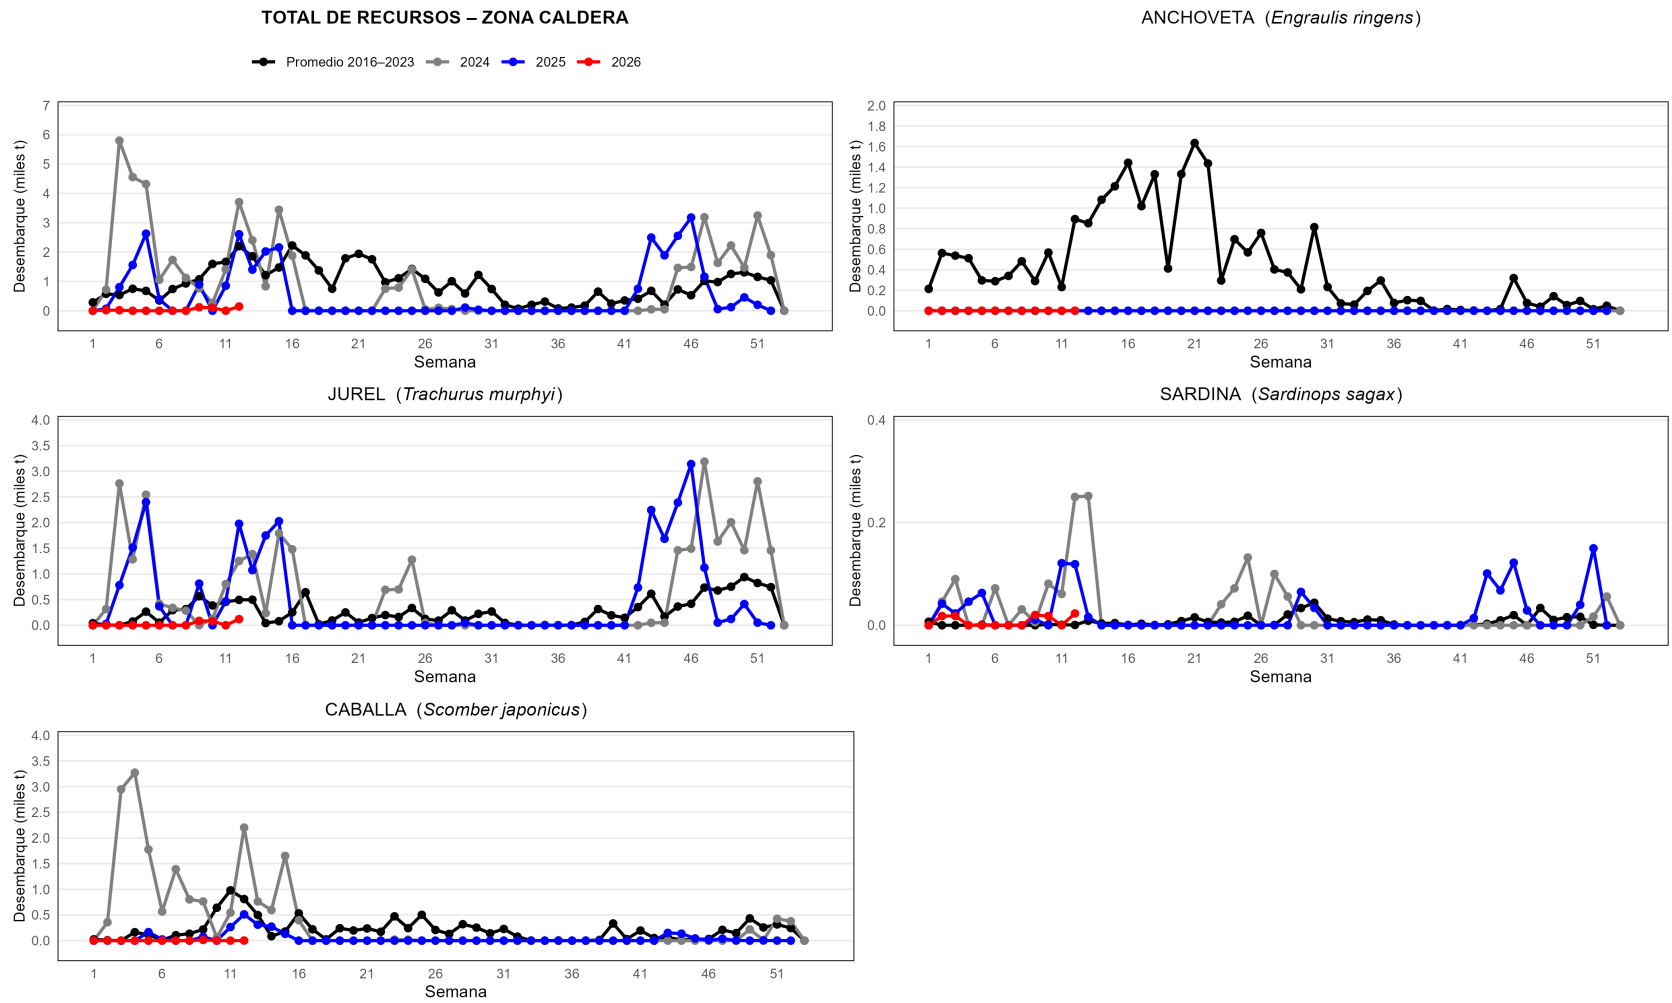 TOTAL DE RECURSOS – ZONA CALDERA
Promedio 2016–2023 2024 2025 2026
7
6
5
4
3
2
1
0
Desembarque (miles t)
1 6 11 16 21 26 31 36 41 46 51
Semana
ANCHOVETA (Engraulis ringens)
2.0
1.8
1.6
1.4
1.2
1.0
0.8
0.6
0.4
0.2
0.0
Desembarque (miles t)
1 6 11 16 21 26 31 36 41 46 51
Semana
JUREL (Trachurus murphyi)
4.0
3.5
3.0
2.5
2.0
1.5
1.0
0.5
0.0
Desembarque (miles t)
1 6 11 16 21 26 31 36 41 46 51
Semana
SARDINA (Sardinops sagax)
0.4
0.2
0.0
Desembarque (miles t)
1 6 11 16 21 26 31 36 41 46 51
Semana
CABALLA (Scomber japonicus)
4.0
3.5
3.0
2.5
2.0
1.5
1.0
0.5
0.0
Desembarque (miles t)
1 6 11 16 21 26 31 36 41 46 51
Semana